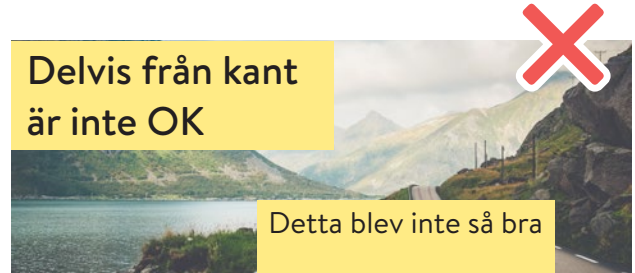 Delvis från kant
är inte OK
Detta blev inte så bra